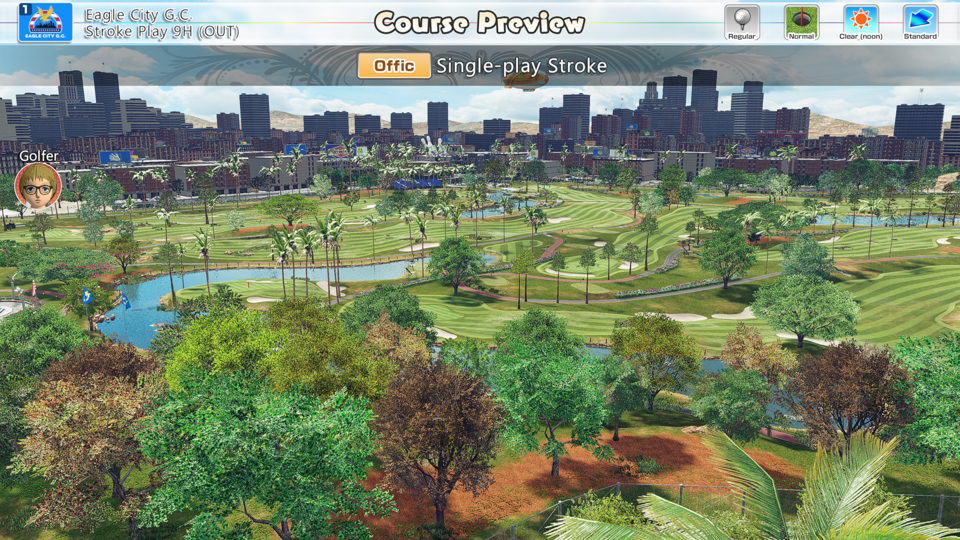 1
EAGLE CITY G.C.
Eagle City G.C.
Stroke Play 9H (OUT)
Course Preview
Regular
Normal
Clear (noon)
Standard
Offic
Single-play Stroke
Golfer